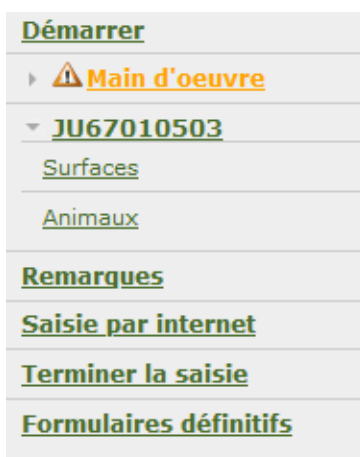 Démarrer
Main d'oeuvre
JU67010503
Surfaces
Animaux
Remarques
Saisie par internet
Terminer la saisie
Formulaires définitifs